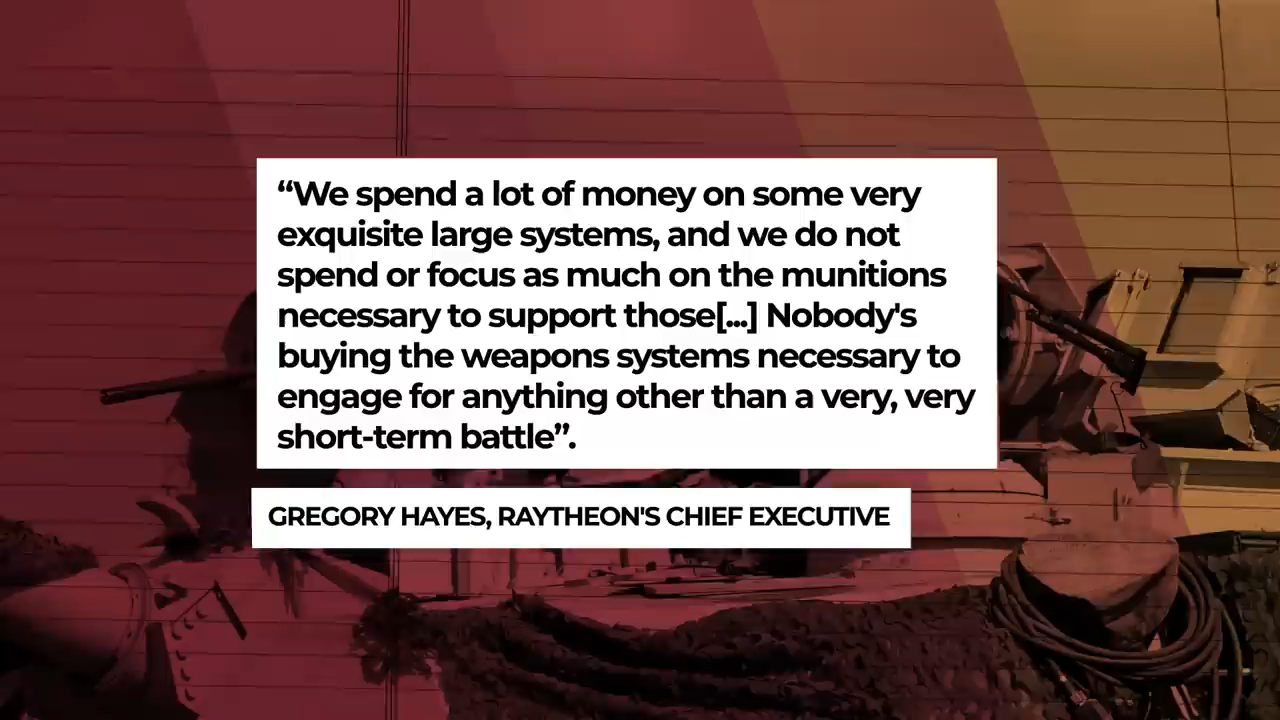 “We spend a lot of money on some very
exquisite large systems, and we do not
spend or focus as much on the munitions
necessary to support those[...] Nobody's
buying the weapons systems necessary to
engage for anything other than a very, very
short-term battle”.
GREGORY HAYES, RAYTHEON'S CHIEF EXECUTIVE